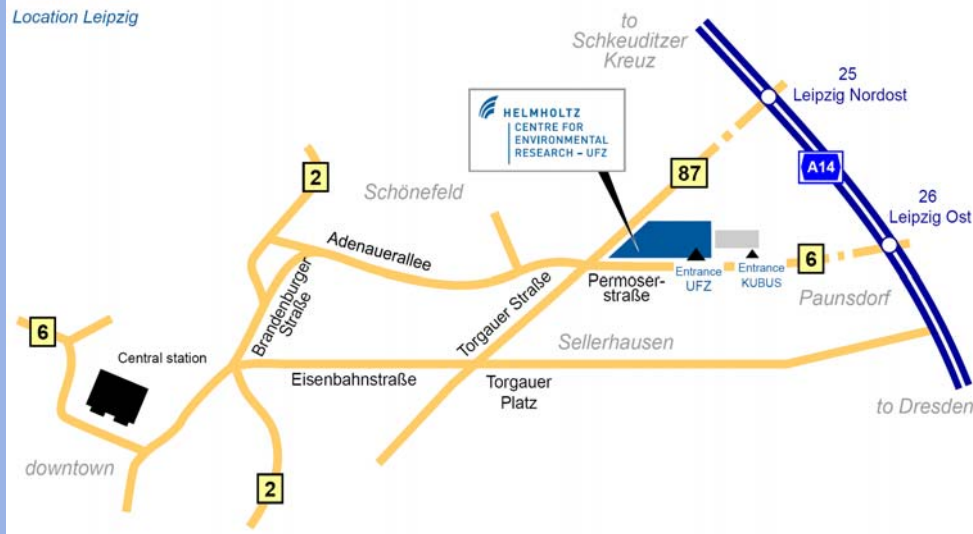 Location Leipzig
to
Schkeuditzer
Kreuz
25
Leipzig Nordost
HELMHOLTZ
CENTRE FOR
ENVIRONMENTAL
RESEARCH – UFZ
87
A14
2
Schönefeld
26
Leipzig Ost
Adenauerallee
6
Entrance
UFZ
Entrance
KUBUS
Permoser-
straße
Paunsdorf
Brandenburger
Straße
Torgauer Straße
6
Central station
Sellerhausen
Eisenbahnstraße
Torgauer
Platz
to Dresden
downtown
2